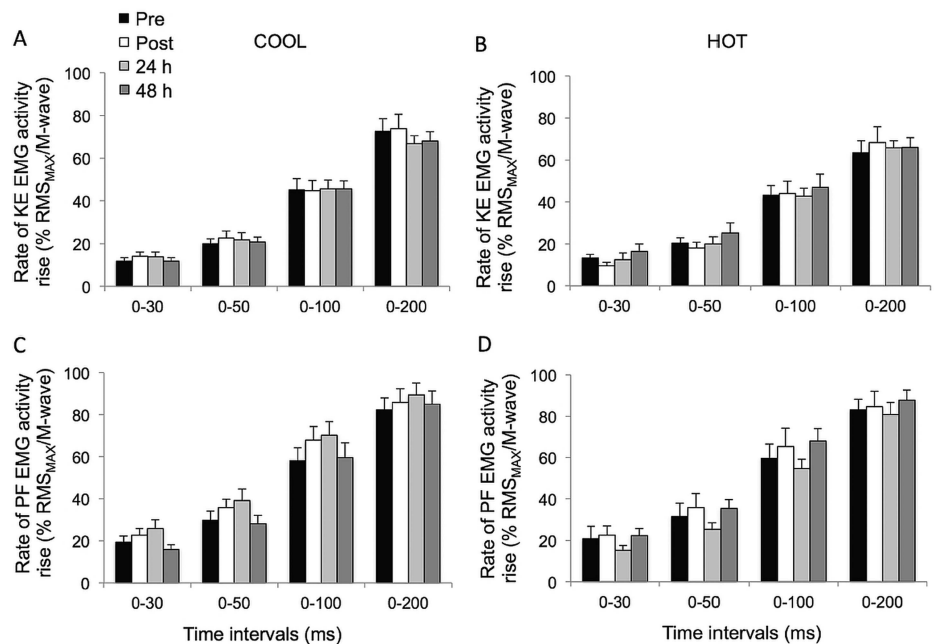 A
COOL
Pre
Post
24 h
48 h
Rate of KE EMG activity
rise (% RMS_MAX/M-wave)
100
80
60
40
20
0
0-30
0-50
0-100
0-200
B
HOT
Rate of KE EMG activity
rise (% RMS_MAX/M-wave)
100
80
60
40
20
0
0-30
0-50
0-100
0-200
C
Rate of PF EMG activity
rise (% RMS_MAX/M-wave)
100
80
60
40
20
0
0-30
0-50
0-100
0-200
Time intervals (ms)
D
Rate of PF EMG activity
rise (% RMS_MAX/M-wave)
100
80
60
40
20
0
0-30
0-50
0-100
0-200
Time intervals (ms)